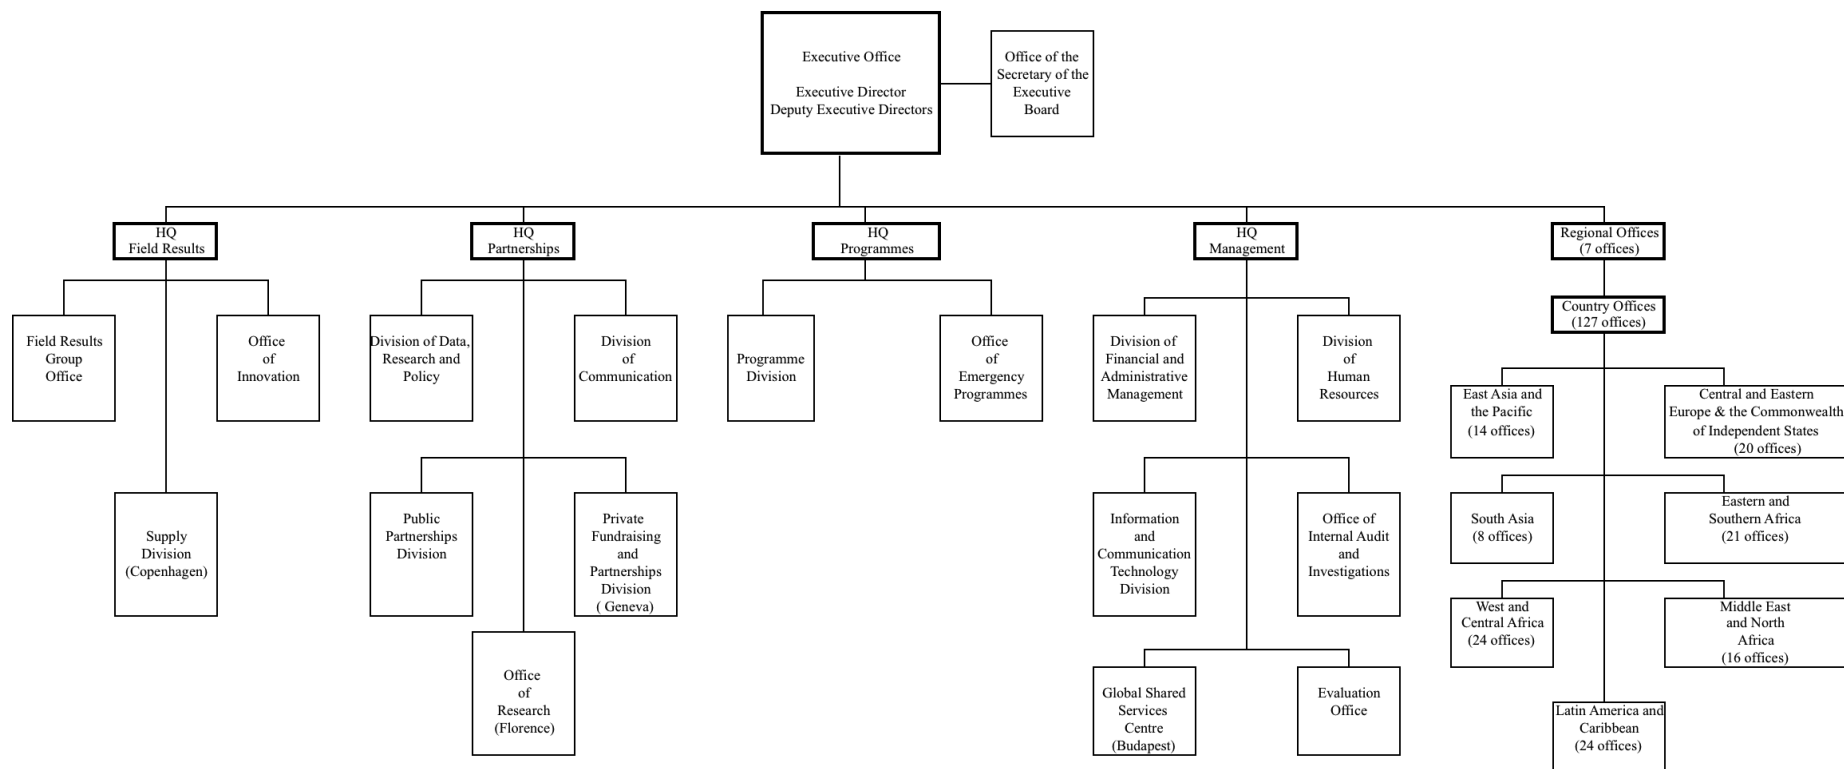 Executive Office
Executive Director
Deputy Executive Directors
Office of the
Secretary of the
Executive
Board
HQ
Field Results
HQ
Partnerships
HQ
Programmes
HQ
Management
Regional Offices
(7 offices)
Country Offices
(127 offices)
Field Results
Group
Office
Office
of
Innovation
Supply
Division
(Copenhagen)
Division of Data,
Research and
Policy
Division
of
Communication
Public
Partnerships
Division
Private
Fundraising
and
Partnerships
Division
( Geneva)
Office
of
Research
(Florence)
Programme
Division
Office
of
Emergency
Programmes
Division of
Financial and
Administrative
Management
Division
of
Human
Resources
Information
and
Communication
Technology
Division
Office of
Internal Audit
and
Investigations
Global Shared
Services
Centre
(Budapest)
Evaluation
Office
East Asia and
the Pacific
(14 offices)
Central and Eastern
Europe & the Commonwealth
of Independent States
(20 offices)
South Asia
(8 offices)
Eastern and
Southern Africa
(21 offices)
West and
Central Africa
(24 offices)
Middle East
and North
Africa
(16 offices)
Latin America and
Caribbean
(24 offices)